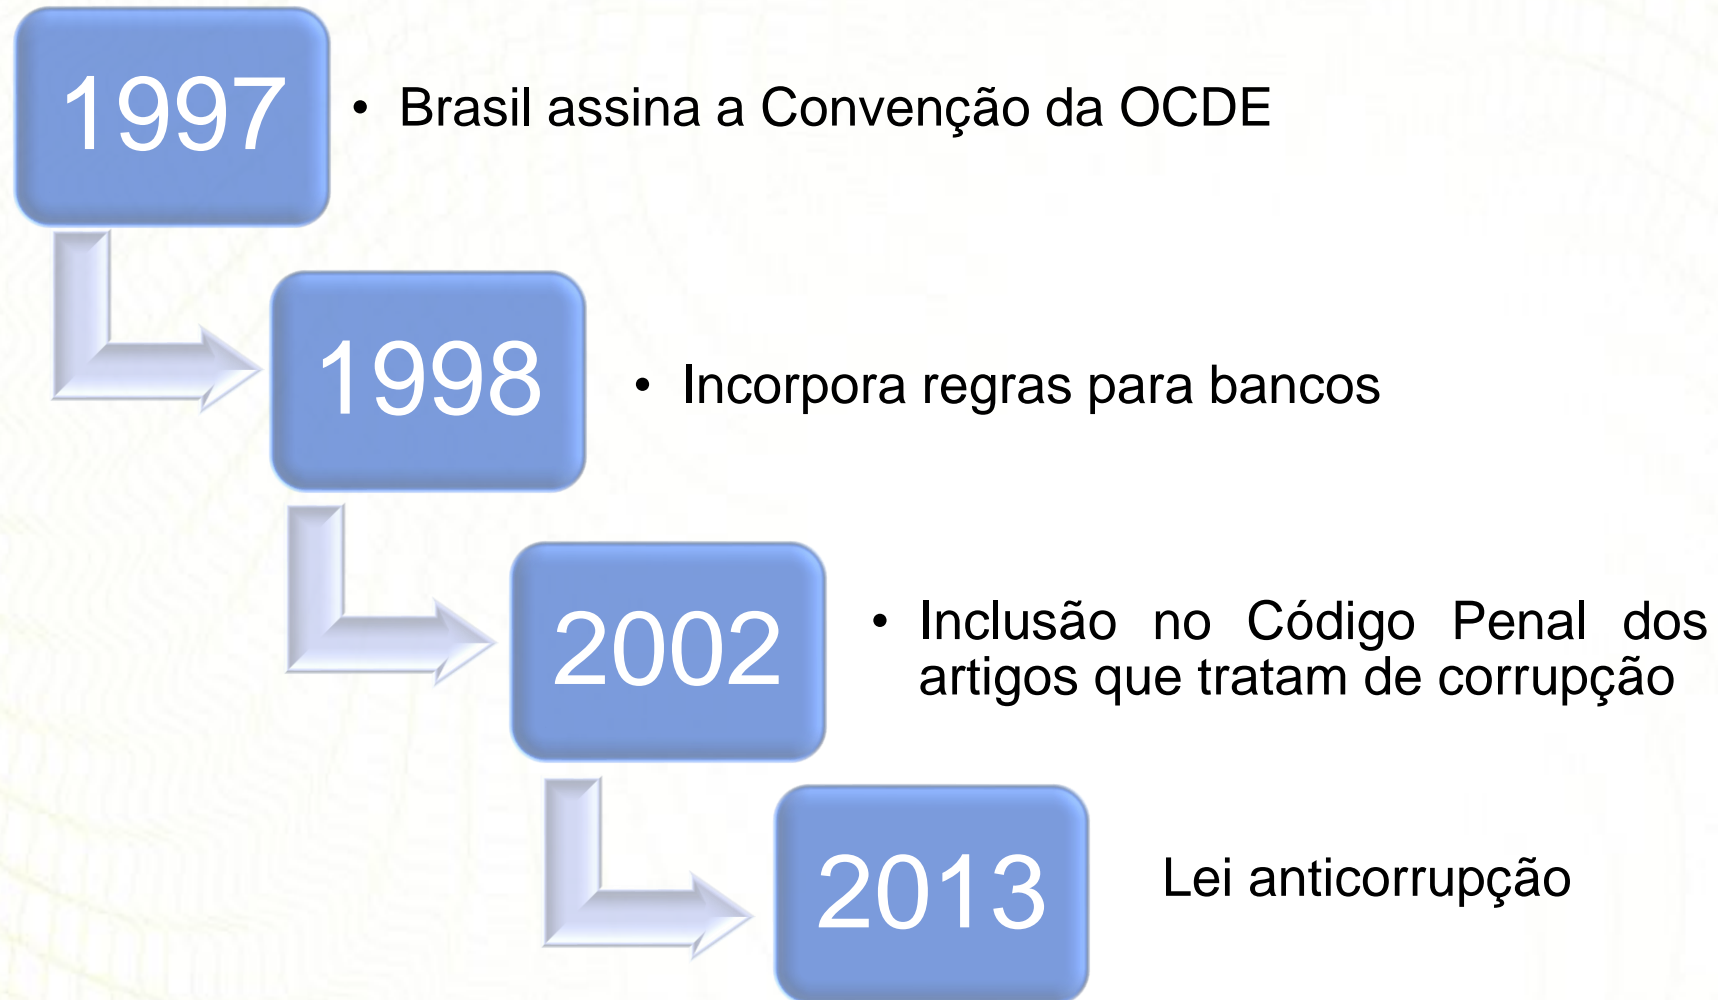 1997
• Brasil assina a Convenção da OCDE
1998
• Incorpora regras para bancos
2002
• Inclusão no Código Penal dos
artigos que tratam de corrupção
2013
Lei anticorrupção